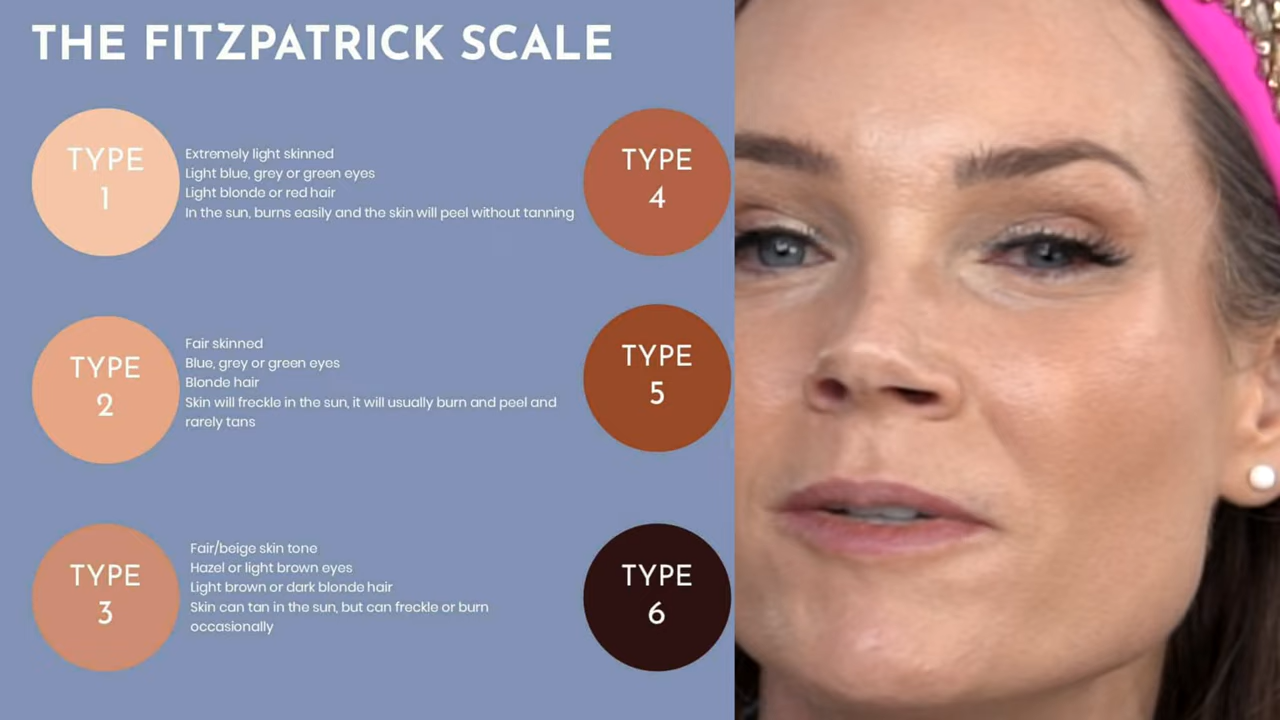 THE FITZPATRICK SCALE
TYPE
1
Extremely light skinned
Light blue, grey or green eyes
Light blonde or red hair
In the sun, burns easily and the skin will peel without tanning
TYPE
2
Fair skinned
Blue, grey or green eyes
Blonde hair
Skin will freckle in the sun, it will usually burn and peel and
rarely tans
TYPE
3
Fair/beige skin tone
Hazel or light brown eyes
Light brown or dark blonde hair
Skin can tan in the sun, but can freckle or burn
occasionally
TYPE
4
TYPE
5
TYPE
6